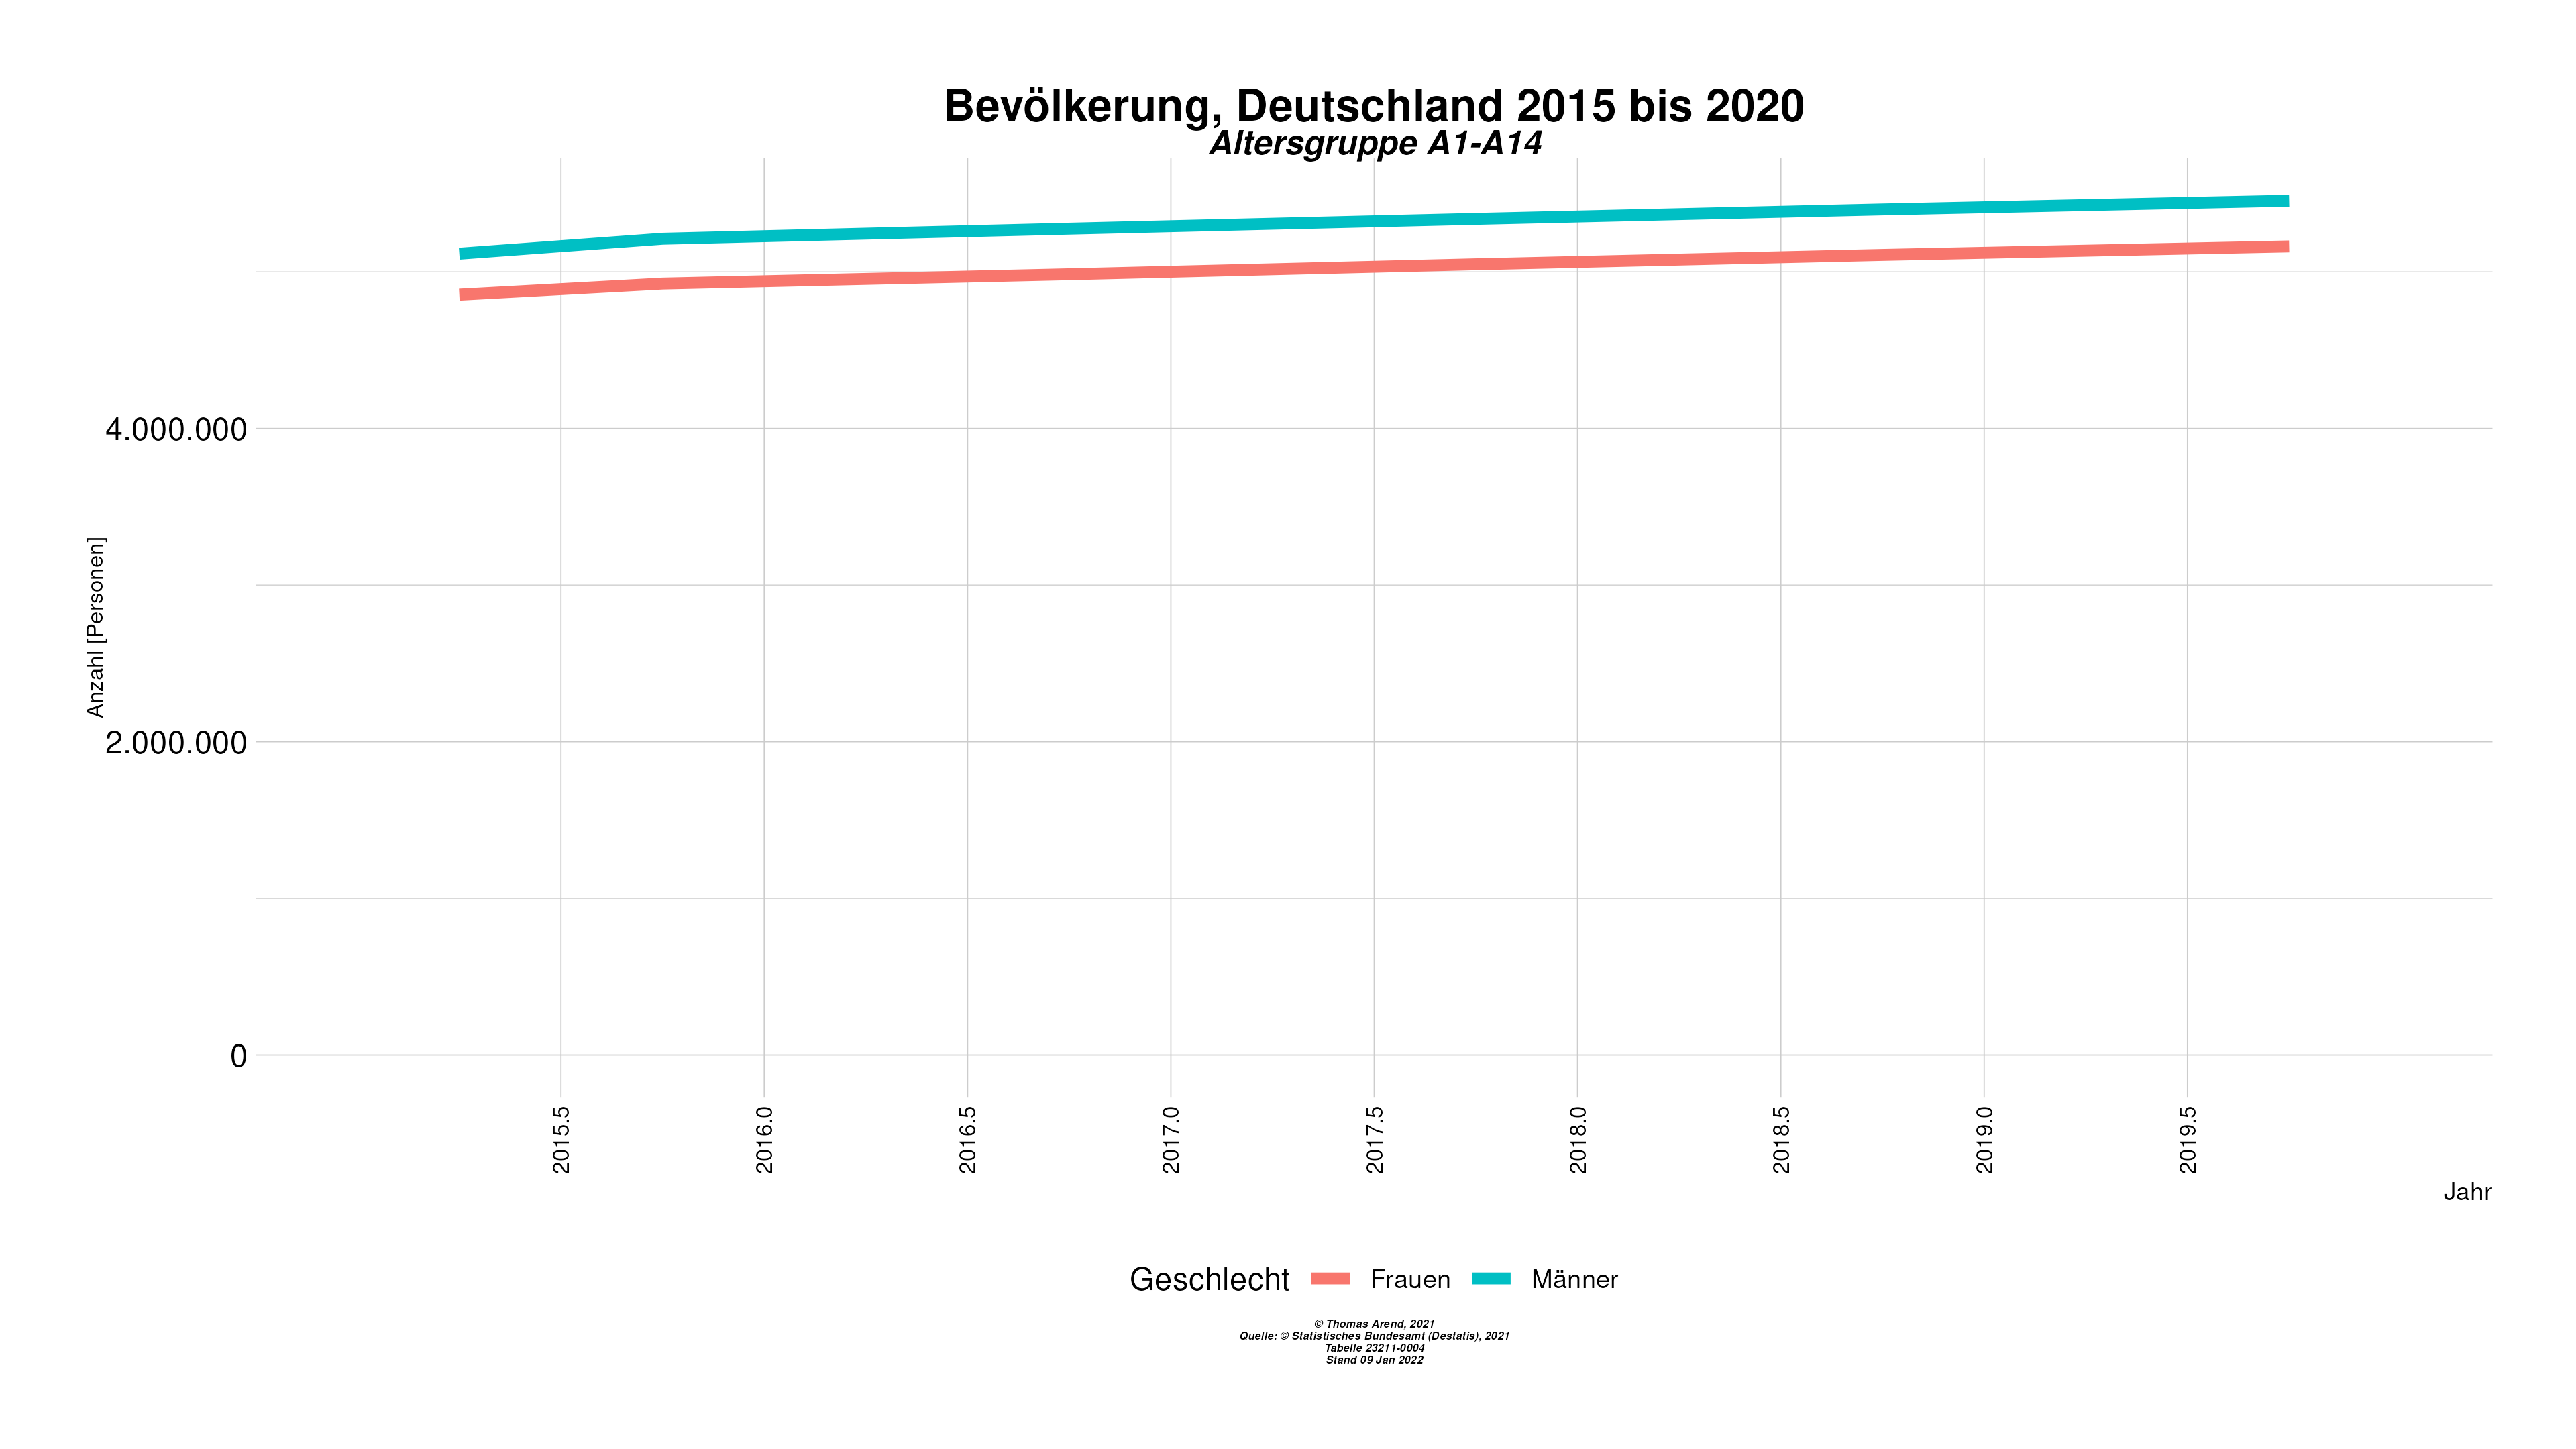 Bevölkerung, Deutschland 2015 bis 2020
Altersgruppe A1-A14
4.000.000
2.000.000
0
Anzahl [Personen]
2015.5
2016.0
2016.5
2017.0
2017.5
2018.0
2018.5
2019.0
2019.5
Jahr
Geschlecht Frauen Männer
© Thomas Arend, 2021
Quelle: © Statistisches Bundesamt (Destatis), 2021
Tabelle 23211-0004
Stand 09 Jan 2022